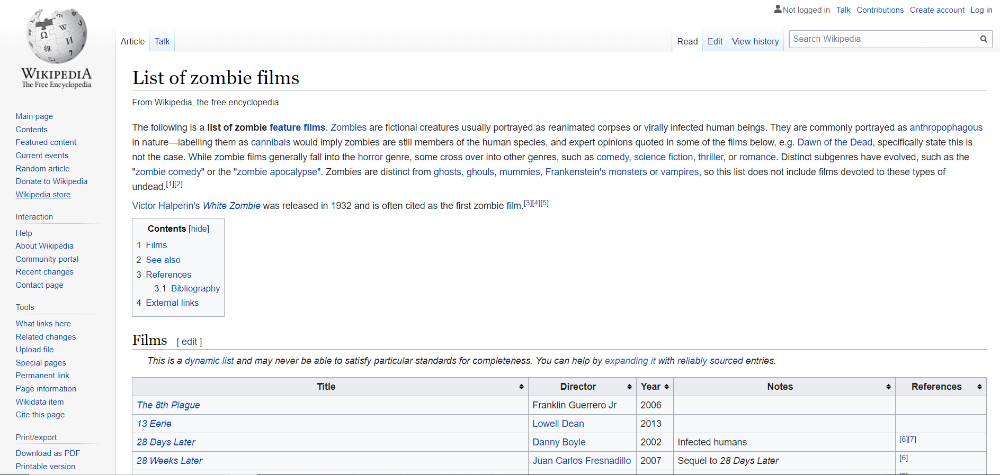 Not logged in Talk Contributions Create account Log in
Article Talk Read Edit View history Search Wikipedia
Ω W И 維 7
WIKIPEDIA
The Free Encyclopedia
Main page
Contents
Featured content
Current events
Random article
Donate to Wikipedia
Wikipedia store
Interaction
Help
About Wikipedia
Community portal
Recent changes
Contact page
Tools
What links here
Related changes
Upload file
Special pages
Permanent link
Page information
Wikidata item
Cite this page
Print/export
Download as PDF
Printable version
List of zombie films
From Wikipedia, the free encyclopedia
The following is a list of zombie feature films. Zombies are fictional creatures usually portrayed as reanimated corpses or virally infected human beings. They are commonly portrayed as anthropophagous
in nature—labelling them as cannibals would imply zombies are still members of the human species, and expert opinions quoted in some of the films below, e.g. Dawn of the Dead, specifically state this is
not the case. While zombie films generally fall into the horror genre, some cross over into other genres, such as comedy, science fiction, thriller, or romance. Distinct subgenres have evolved, such as the
"zombie comedy" or the "zombie apocalypse". Zombies are distinct from ghosts, ghouls, mummies, Frankenstein's monsters or vampires, so this list does not include films devoted to these types of
undead.[1][2]
Victor Halperin's White Zombie was released in 1932 and is often cited as the first zombie film.[3][4][5]
Contents [hide]
1 Films
2 See also
3 References
3.1 Bibliography
4 External links
Films [ edit ]
This is a dynamic list and may never be able to satisfy particular standards for completeness. You can help by expanding it with reliably sourced entries.
Title Director Year Notes References
The 8th Plague Franklin Guerrero Jr 2006
13 Eerie Lowell Dean 2013
28 Days Later Danny Boyle 2002 Infected humans [6][7]
28 Weeks Later Juan Carlos Fresnadillo 2007 Sequel to 28 Days Later [6]